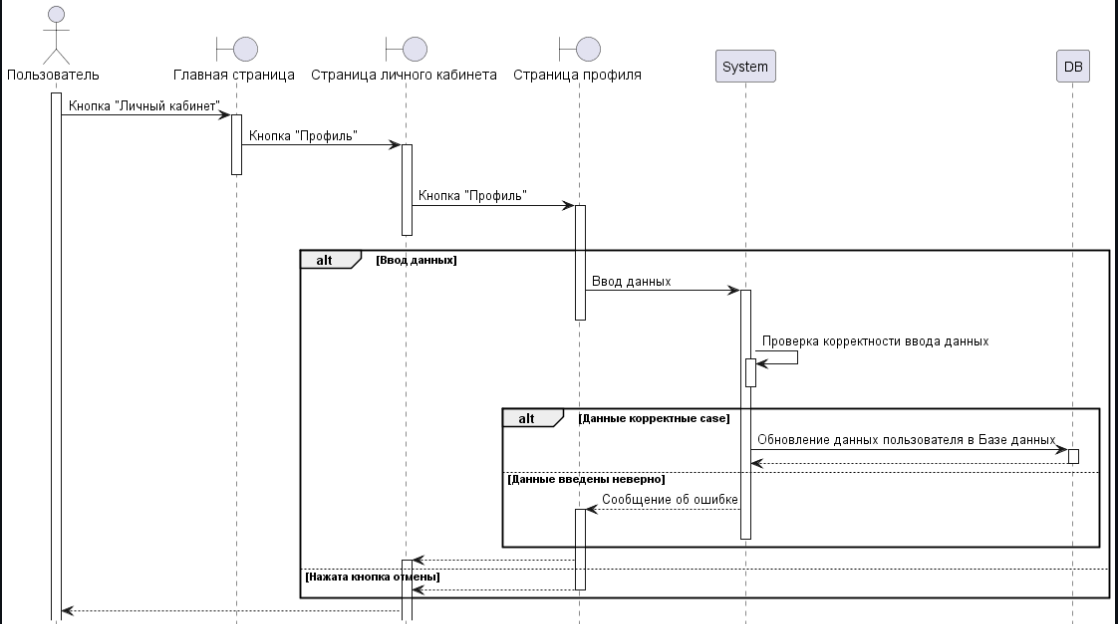 Пользователь
Главная страница
Страница личного кабинета
Страница профиля
System
DB
Кнопка "Личный кабинет"
Кнопка "Профиль"
Кнопка "Профиль"
alt
[Ввод данных]
Ввод данных
Проверка корректности ввода данных
alt
[Данные корректные case]
Обновление данных пользователя в Базе данных
[Данные введены неверно]
Сообщение об ошибке
[Нажата кнопка отмены]